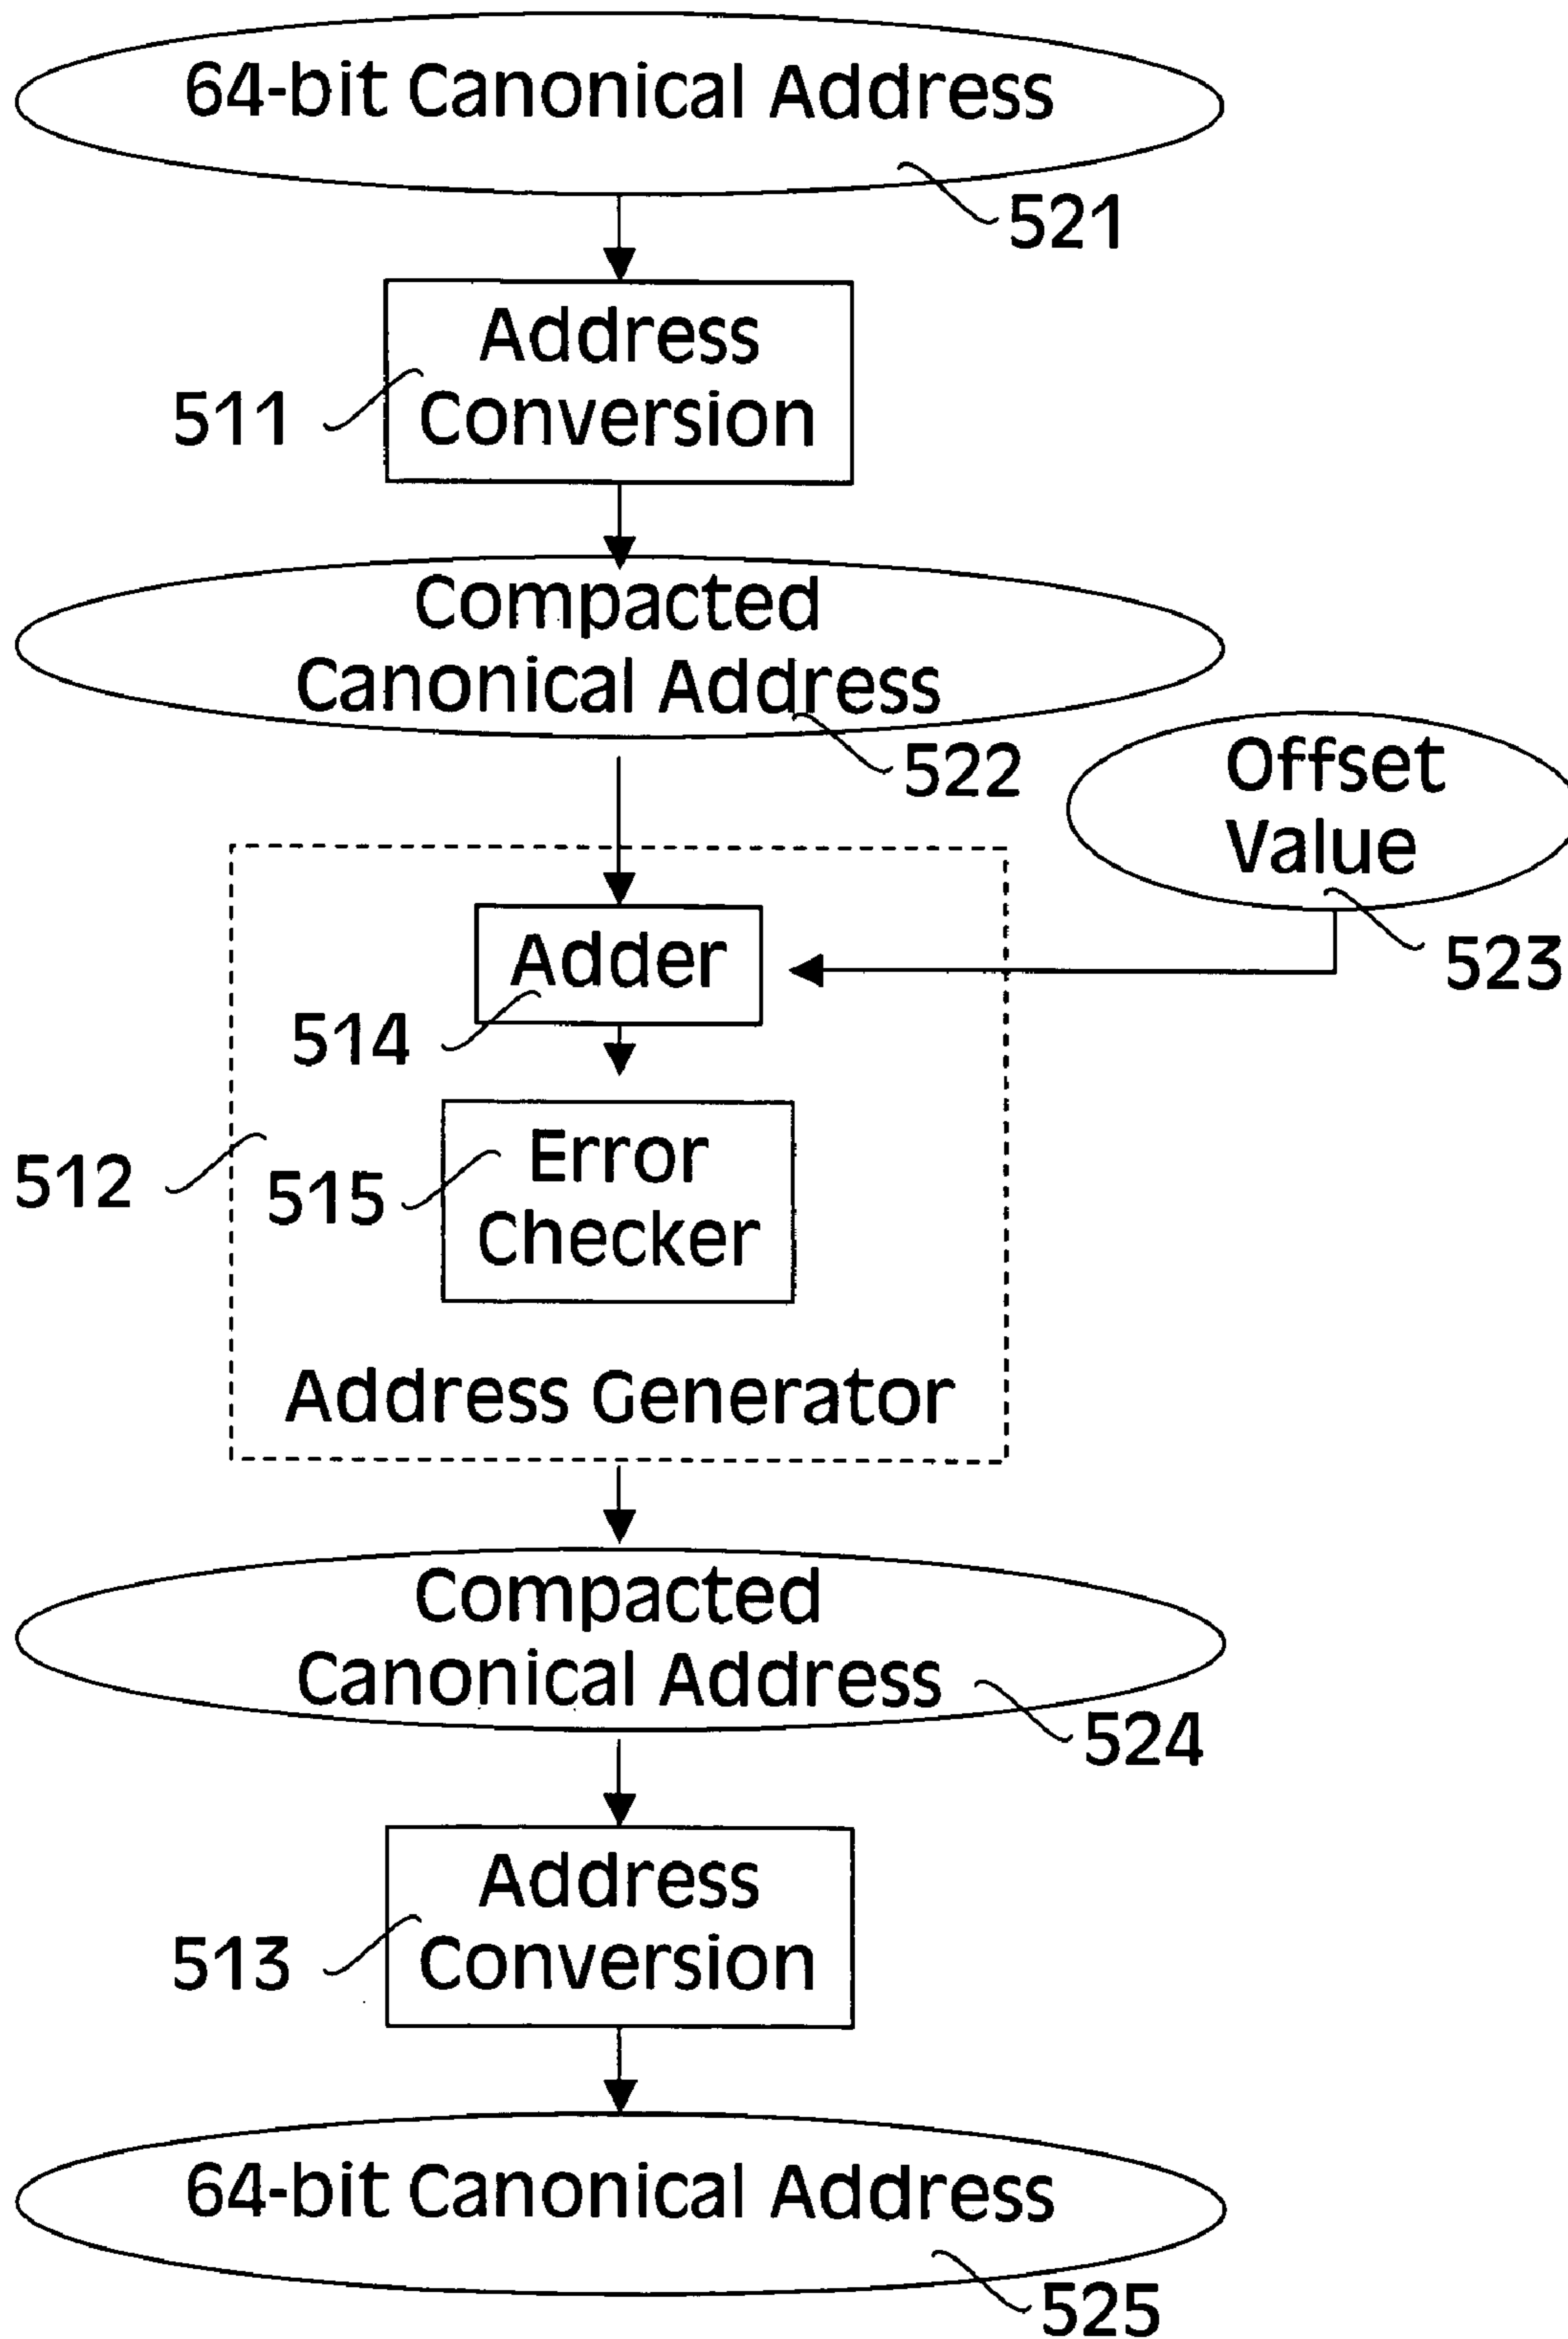 64-bit Canonical Address
521
Address
511
Conversion
Compacted
Canonical Address
522
Offset
Value
523
Adder
514
Error
512
515
Checker
Address Generator
Compacted
Canonical Address
524
Address
513
Conversion
64-bit Canonical Address
525